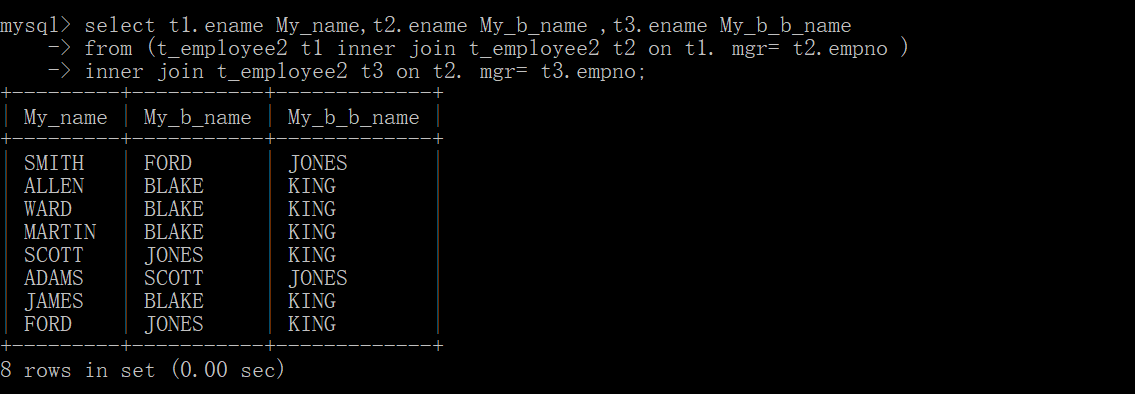 mysql> select t1.ename My_name,t2.ename My_b_name ,t3.ename My_b_b_name
    -> from (t_employee2 t1 inner join t_employee2 t2 on t1. mgr= t2.empno )
    -> inner join t_employee2 t3 on t2. mgr= t3.empno;
+---------+-----------+-------------+
| My_name | My_b_name | My_b_b_name |
+---------+-----------+-------------+
| SMITH   | FORD      | JONES       |
| ALLEN   | BLAKE     | KING        |
| WARD    | BLAKE     | KING        |
| MARTIN  | BLAKE     | KING        |
| SCOTT   | JONES     | KING        |
| ADAMS   | SCOTT     | JONES       |
| JAMES   | BLAKE     | KING        |
| FORD    | JONES     | KING        |
+---------+-----------+-------------+
8 rows in set (0.00 sec)